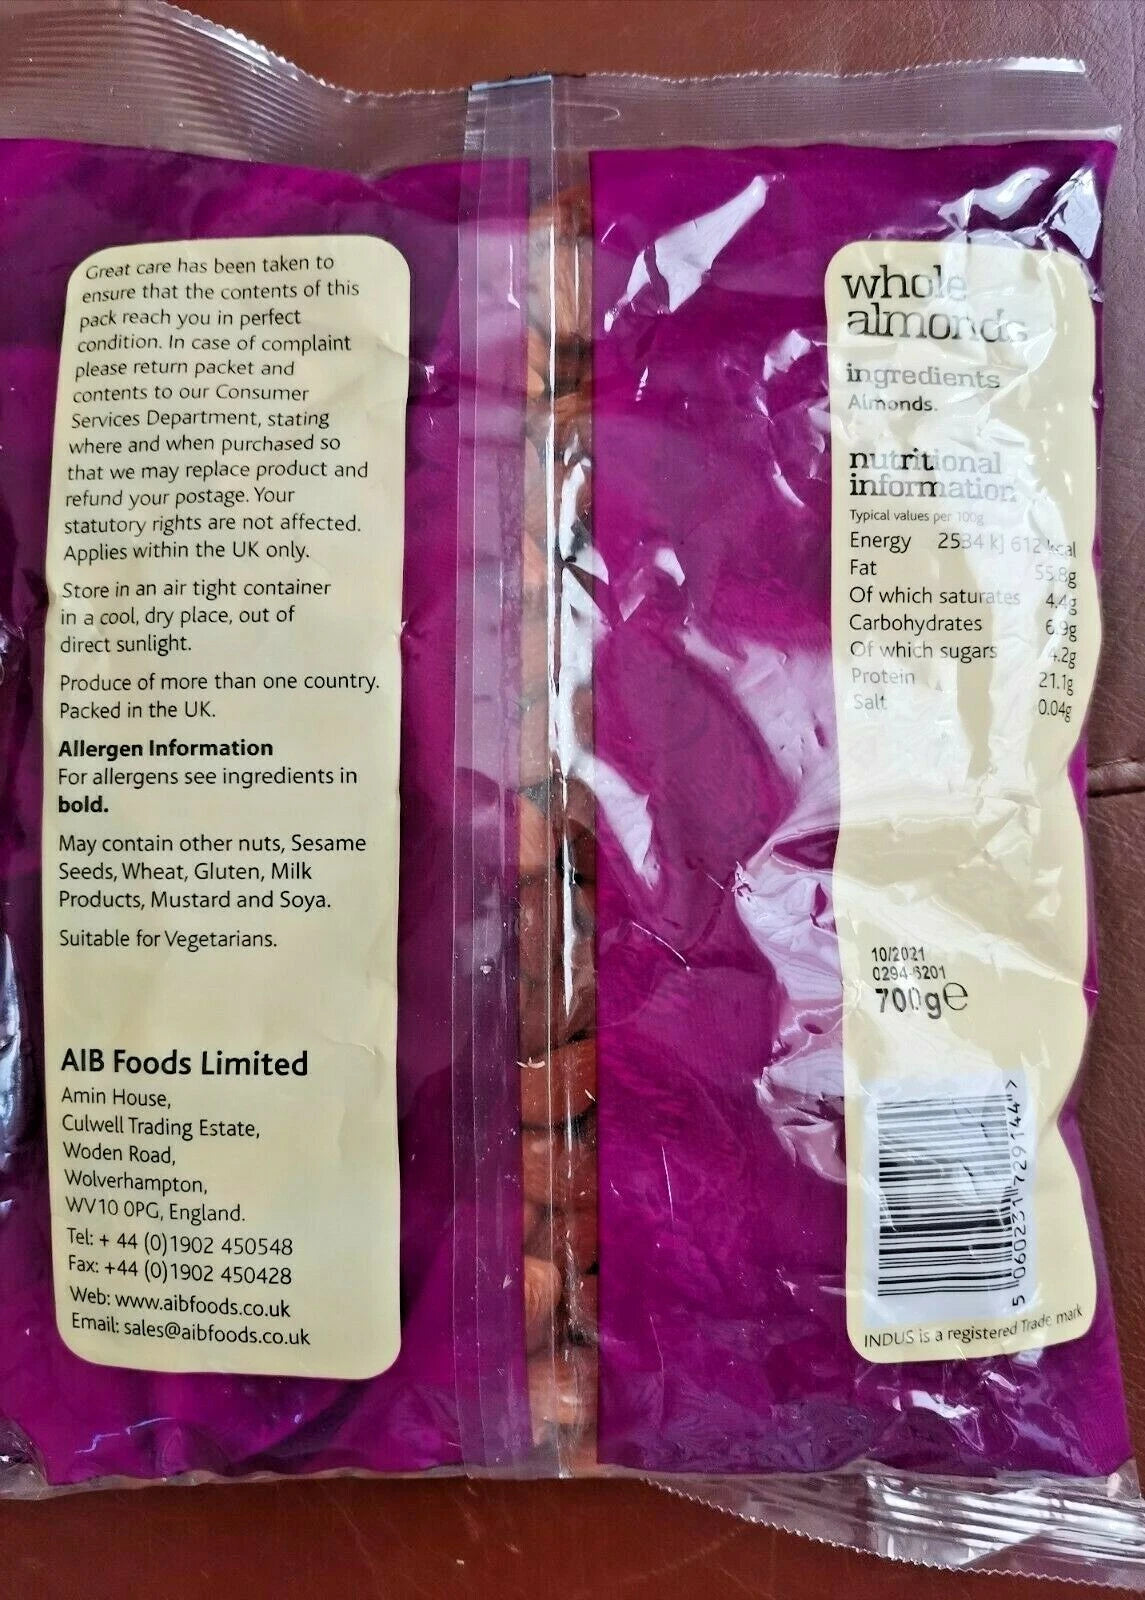 Great care has been taken to
ensure that the contents of this
pack reach you in perfect
condition. In case of complaint
please return packet and
contents to our Consumer
Services Department, stating
where and when purchased so
that we may replace product and
refund your postage. Your
statutory rights are not affected.
Applies within the UK only.
Store in an air tight container
in a cool, dry place, out of
direct sunlight.
Produce of more than one country.
Packed in the UK.
Allergen Information
For allergens see ingredients in
bold.
May contain other nuts, Sesame
Seeds, Wheat, Gluten, Milk
Products, Mustard and Soya.
Suitable for Vegetarians.
AIB Foods Limited
Amin House,
Culwell Trading Estate,
Woden Road,
Wolverhampton,
WV10 0PG, England.
Tel: + 44 (0)1902 450548
Fax: +44 (0)1902 450428
Web: www.aibfoods.co.uk
Email: sales@aibfoods.co.uk
whole
almonds
ingredients
Almonds.
nutritional
information
Typical values per 100g
Energy 2534 kJ 612 kcal
Fat 55.8g
Of which saturates 4.4g
Carbohydrates 6.9g
Of which sugars 4.2g
Protein 21.1g
Salt 0.04g
10/2021
0294-6201
700g℮
5 060231 729144 >
INDUS is a registered Trade mark